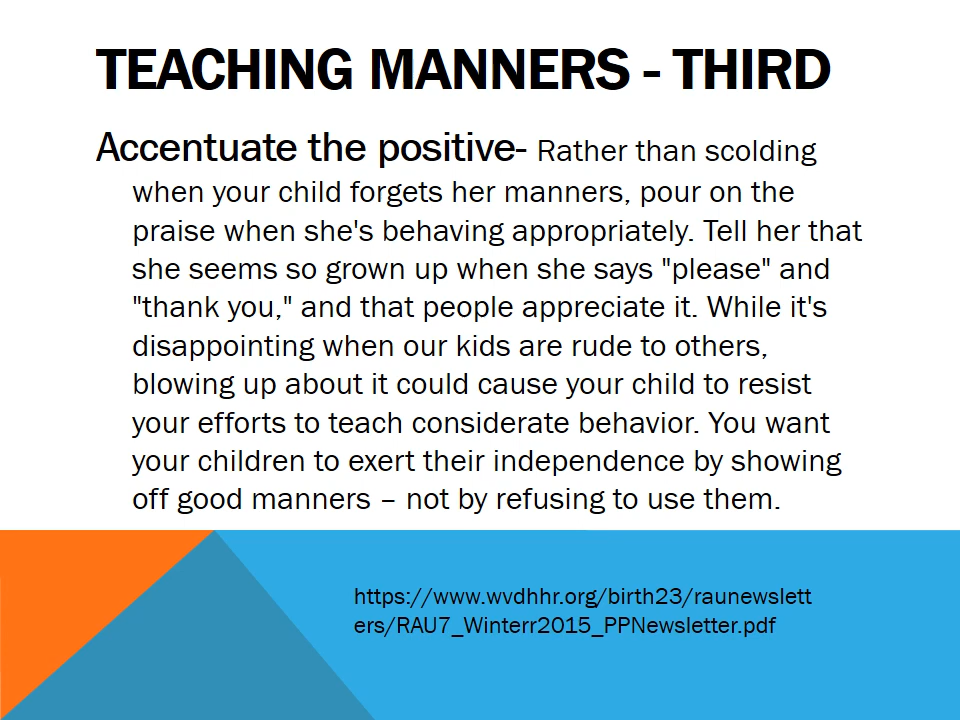 TEACHING MANNERS - THIRD
Accentuate the positive- Rather than scolding
when your child forgets her manners, pour on the
praise when she's behaving appropriately. Tell her that
she seems so grown up when she says "please" and
"thank you," and that people appreciate it. While it's
disappointing when our kids are rude to others,
blowing up about it could cause your child to resist
your efforts to teach considerate behavior. You want
your children to exert their independence by showing
off good manners – not by refusing to use them.
https://www.wvdhhr.org/birth23/raunewslett
ers/RAU7_Winterr2015_PPNewsletter.pdf